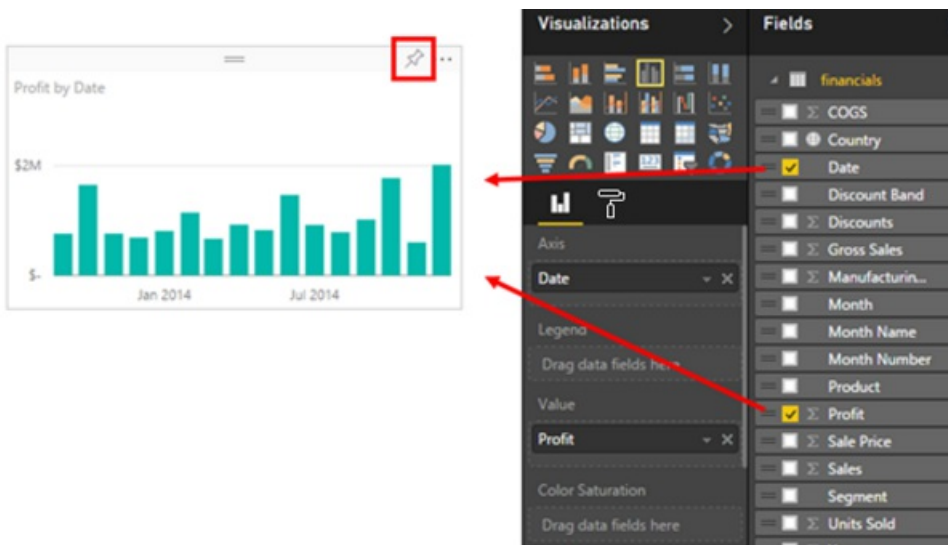 Profit by Date
$2M
$-
Jan 2014
Jul 2014
Visualizations
Axis
Date
Legend
Drag data fields here
Value
Profit
Color Saturation
Drag data fields here
Fields
financials
COGS
Country
Date
Discount Band
Discounts
Gross Sales
Manufacturin...
Month
Month Name
Month Number
Product
Profit
Sale Price
Sales
Segment
Units Sold